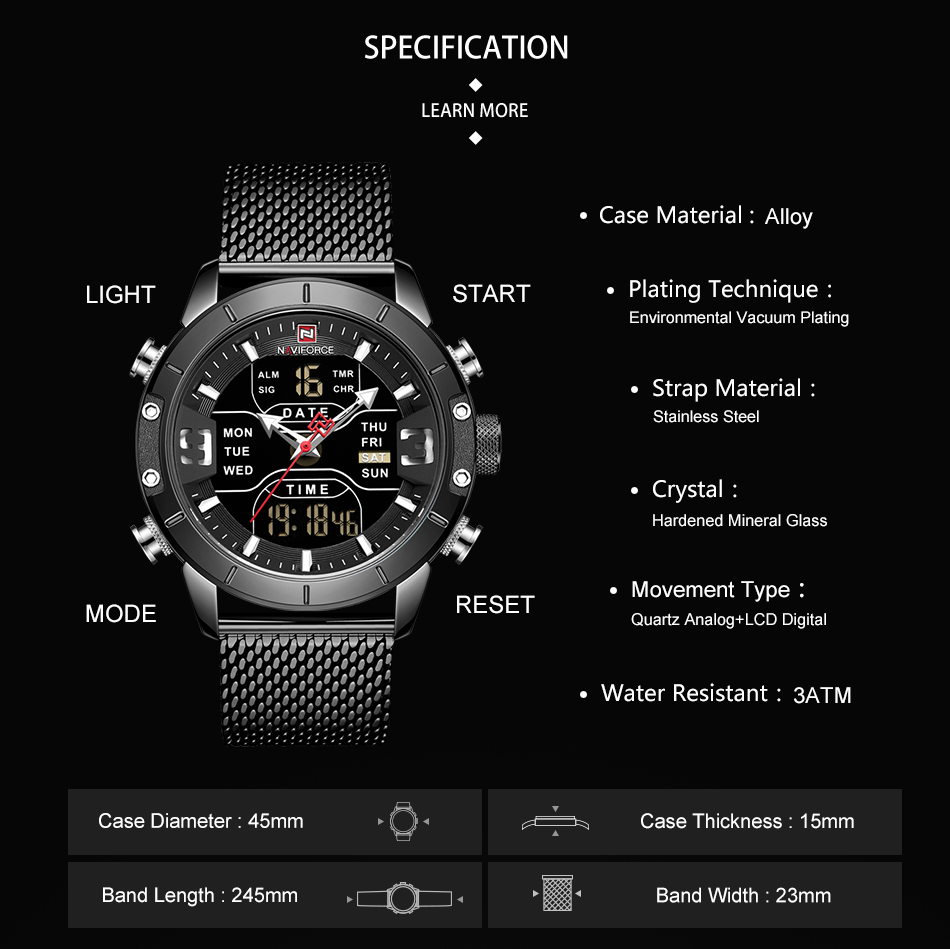 SPECIFICATION
LEARN MORE
LIGHT
START
MODE
RESET
NAVIFORCE
ALM
SIG
16
TMR
CHR
DATE
MON
TUE
WED
THU
FRI
SAT
SUN
9
3
TIME
19:18 46
• Case Material : Alloy
• Plating Technique :
Environmental Vacuum Plating
• Strap Material :
Stainless Steel
• Crystal :
Hardened Mineral Glass
• Movement Type :
Quartz Analog+LCD Digital
• Water Resistant : 3ATM
Case Diameter : 45mm
Case Thickness : 15mm
Band Length : 245mm
Band Width : 23mm